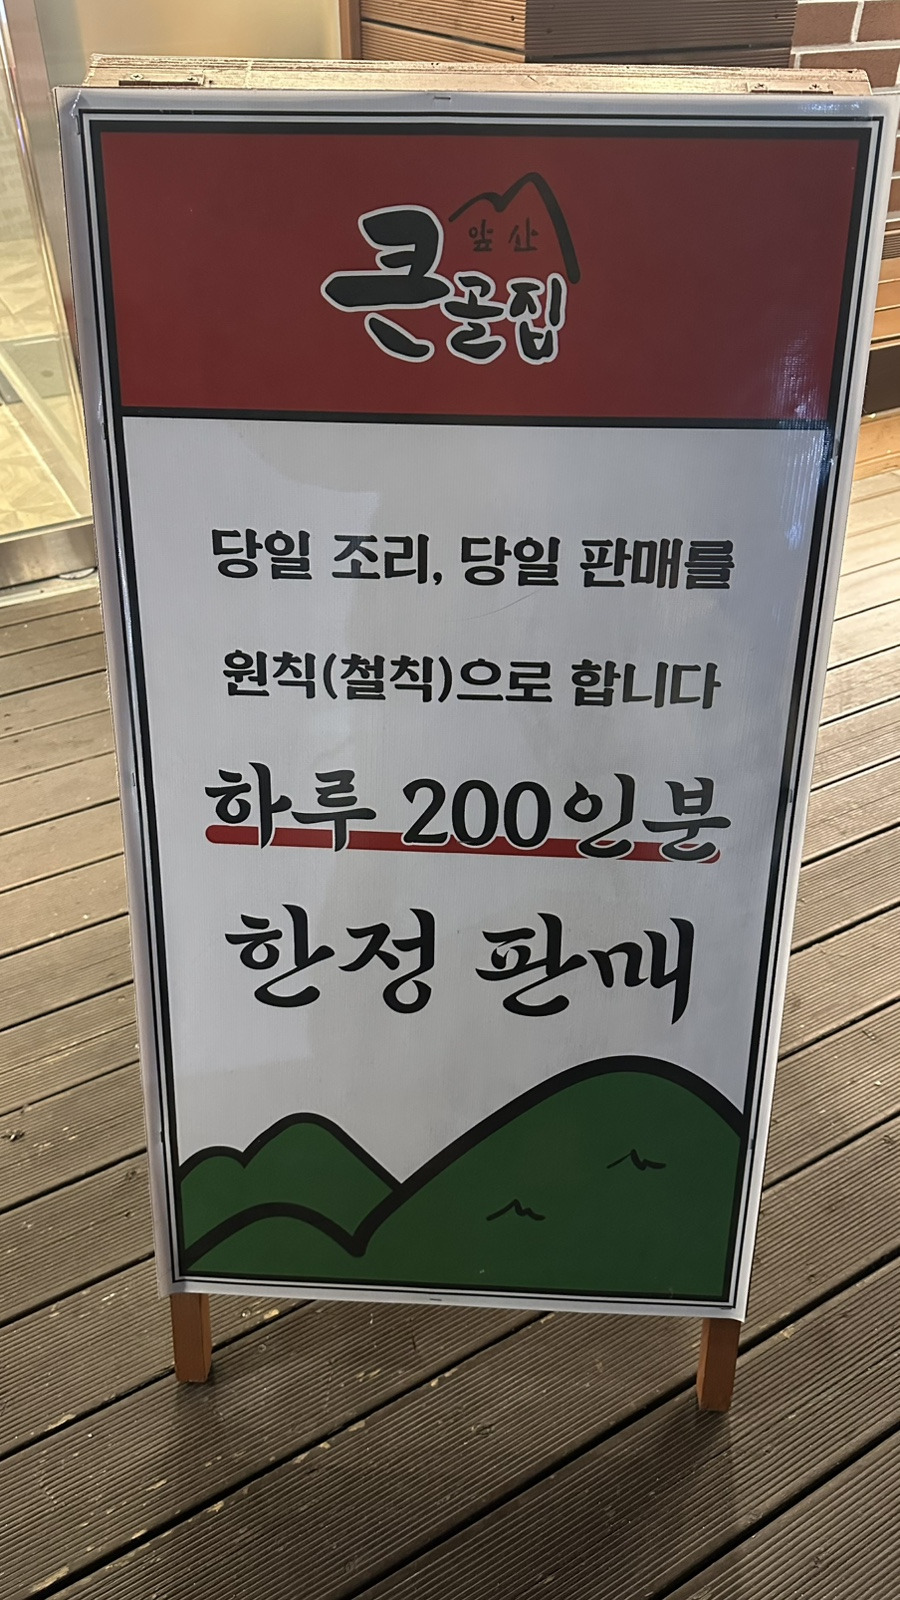 앞산
큰골집
당일 조리, 당일 판매를
원칙(철칙)으로 합니다
하루 200인분
한정 판매